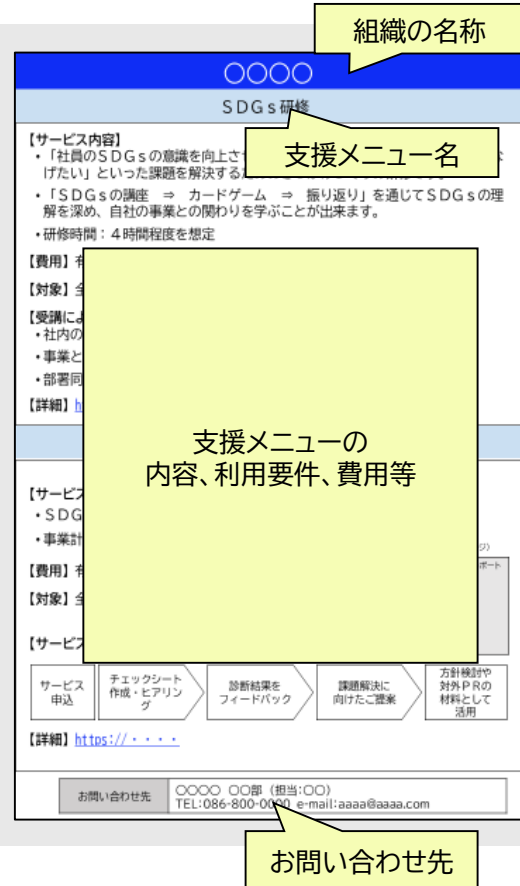 組織の名称
○○○○
SDGs研修
支援メニュー名
【サービス内容】
・「社員のSDGsの意識を向上さ
げたい」といった課題を解決する
・「SDGsの講座 ⇒ カードゲーム ⇒ 振り返り」を通じてSDGsの理
解を深め、自社の事業との関わりを学ぶことが出来ます。
・研修時間：４時間程度を想定
【費用】有
【対象】全
【受講によ
・社内の
・事業と
・部署同
【詳細】h
支援メニューの
内容、利用要件、費用等
【サービス
・SDG
・事業計
ジ）
ポート
【費用】有
【対象】全
【サービス
サービス
申込
チェックシート
作成・ヒアリン
グ
診断結果を
フィードバック
課題解決に
向けたご提案
方針検討や
対外PRの
材料として
活用
【詳細】https://・・・・
お問い合わせ先
○○○○ ○○部（担当:○○）
TEL:086-800-0000 e-mail:aaaa@aaaa.com
お問い合わせ先